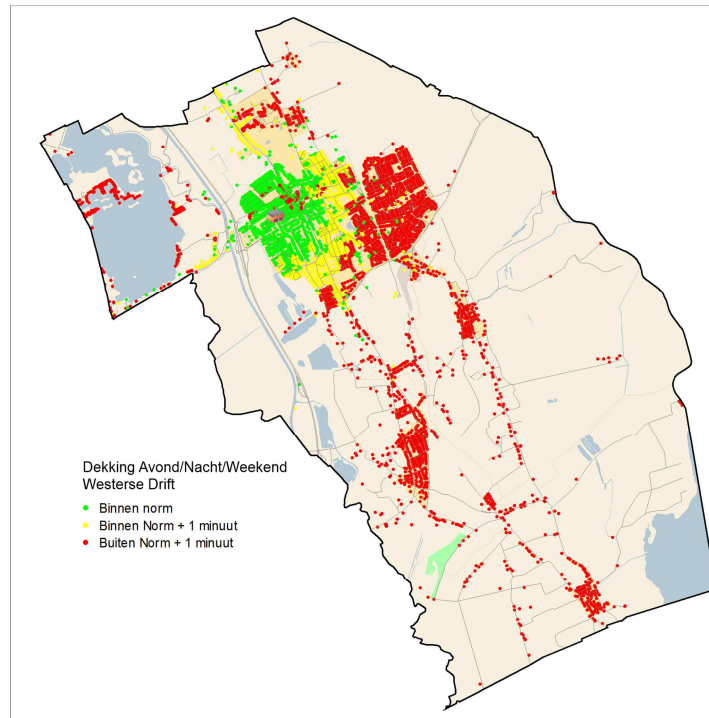 Dekking Avond/Nacht/Weekend
Westerse Drift
Binnen norm
Binnen Norm + 1 minuut
Buiten Norm + 1 minuut